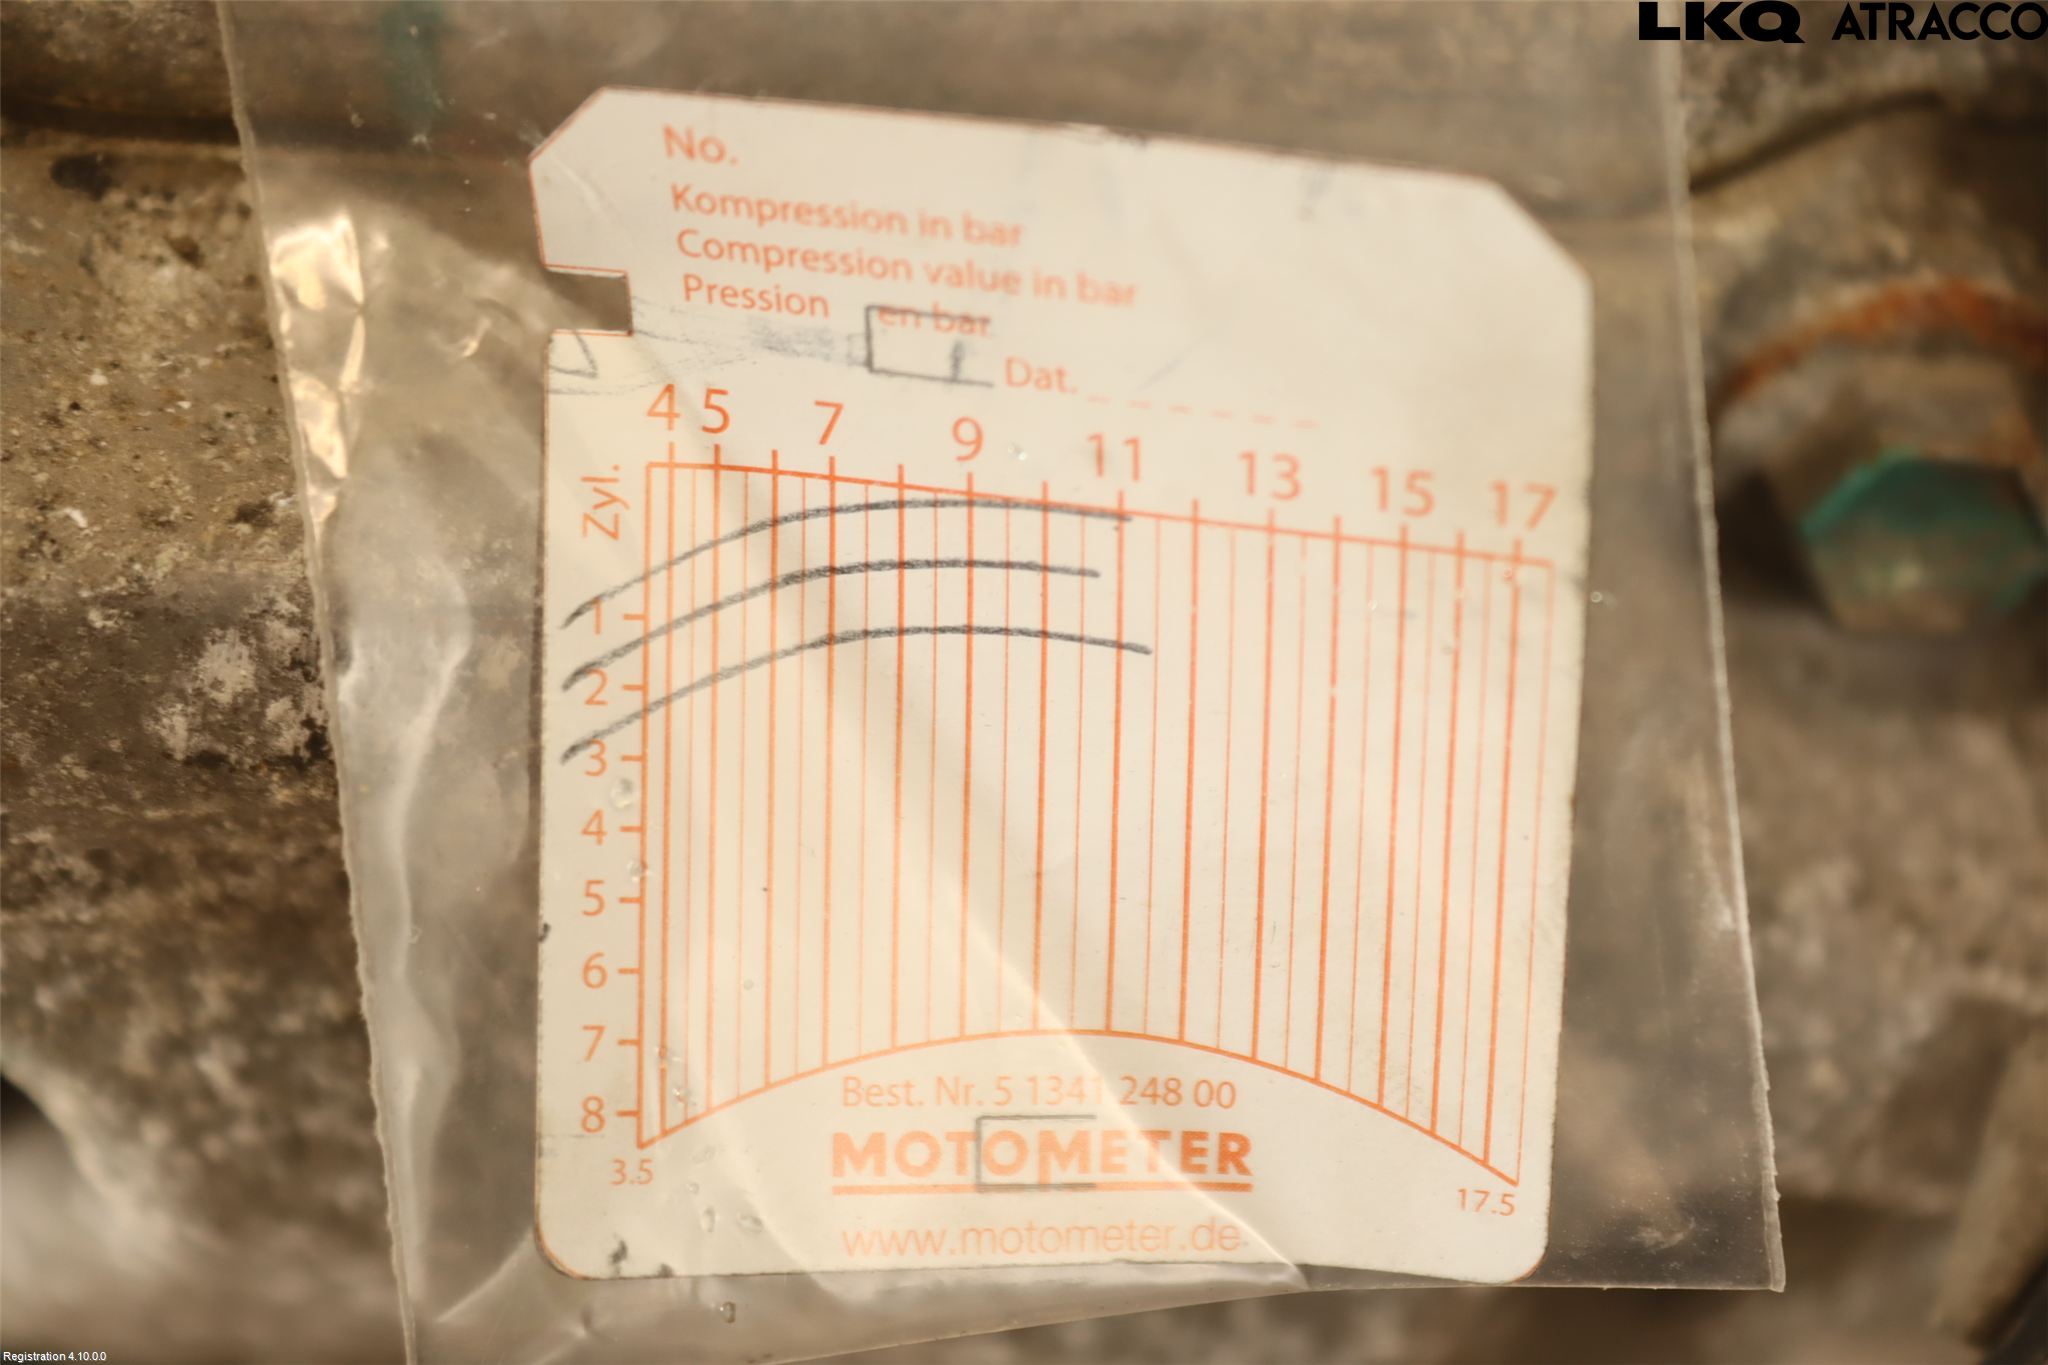 LKQ ATRACCO
No.
Kompression in bar
Compression value in bar
Pression en bar
Dat.
4 5 7 9 11 13 15 17
Zyl.
1
2
3
4
5
6
7
8
3.5
17.5
Best. Nr. 5 1341 248 00
MOTOMETER
www.motometer.de
Registration 4.10.0.0